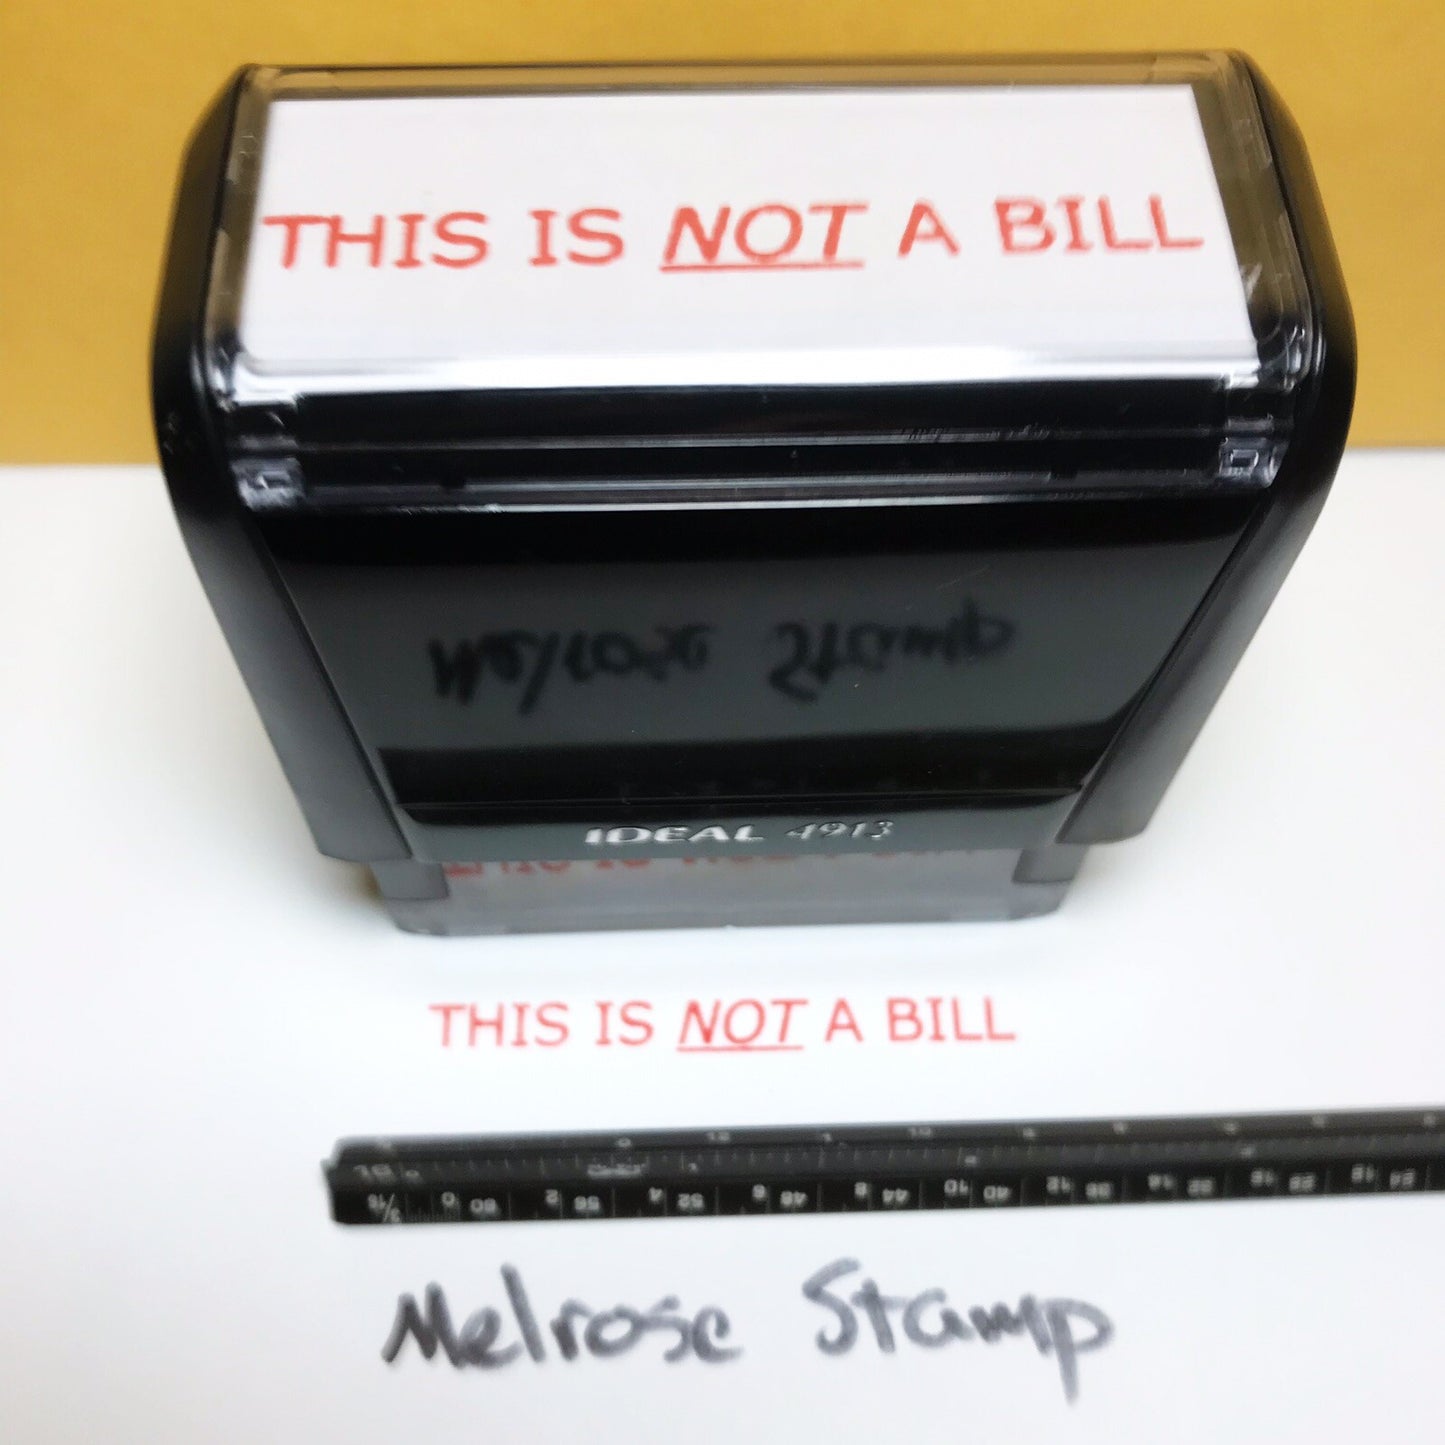 THIS IS NOT A BILL
IDEAL 4913
THIS IS NOT A BILL
Melrose Stamp